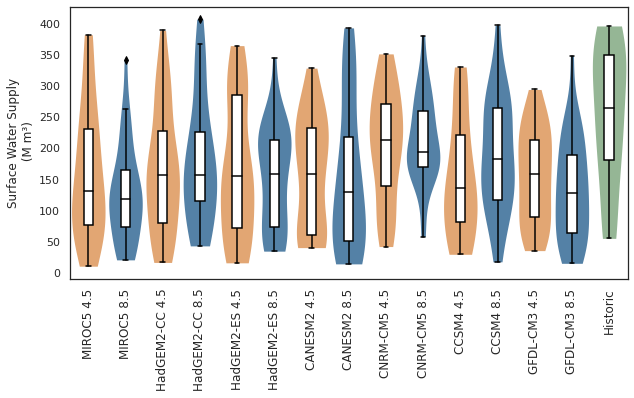 Surface Water Supply
(M m³)
400
350
300
250
200
150
100
50
0
MIROC5 4.5
MIROC5 8.5
HadGEM2-CC 4.5
HadGEM2-CC 8.5
HadGEM2-ES 4.5
HadGEM2-ES 8.5
CANESM2 4.5
CANESM2 8.5
CNRM-CM5 4.5
CNRM-CM5 8.5
CCSM4 4.5
CCSM4 8.5
GFDL-CM3 4.5
GFDL-CM3 8.5
Historic